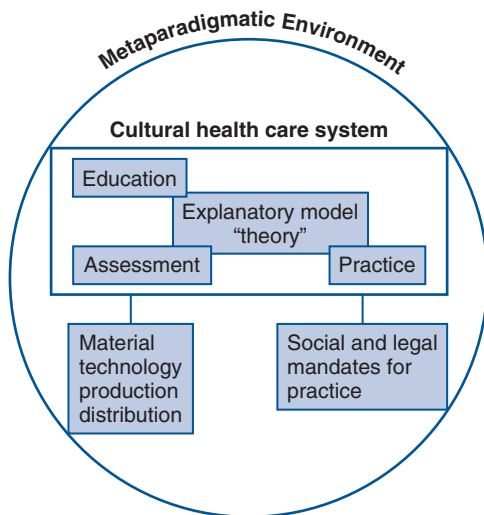 Metaparadigmatic Environment
Cultural health care system
Education
Explanatory model
“theory”
Assessment
Practice
Material
technology
production
distribution
Social and legal
mandates for
practice